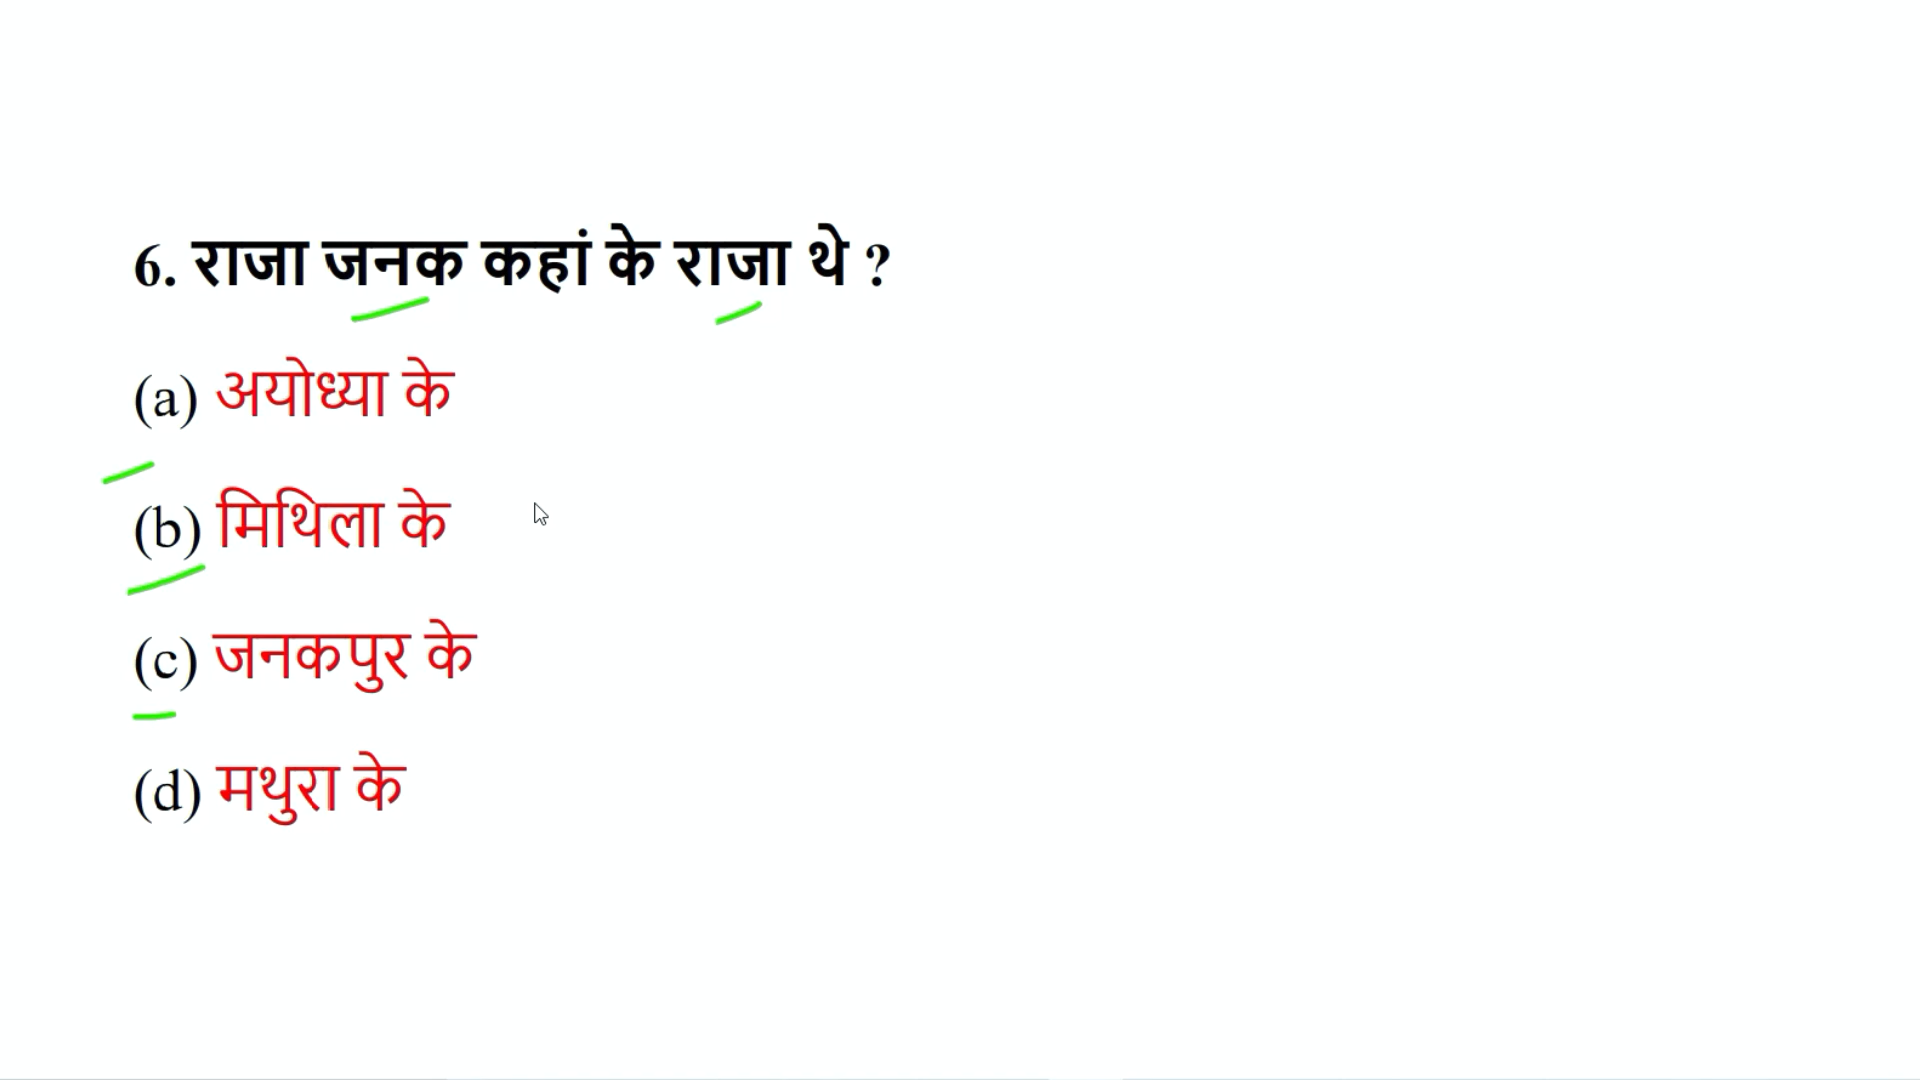 6. राजा जनक कहां के राजा थे ?
(a) अयोध्या के
(b) मिथिला के
(c) जनकपुर के
(d) मथुरा के